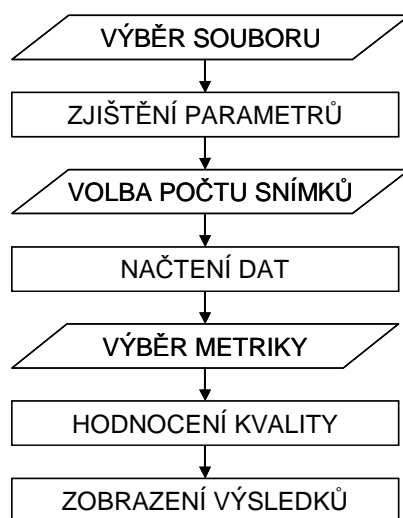 VÝBĚR SOUBORU
ZJIŠTĚNÍ PARAMETRŮ
VOLBA POČTU SNÍMKŮ
NAČTENÍ DAT
VÝBĚR METRIKY
HODNOCENÍ KVALITY
ZOBRAZENÍ VÝSLEDKŮ